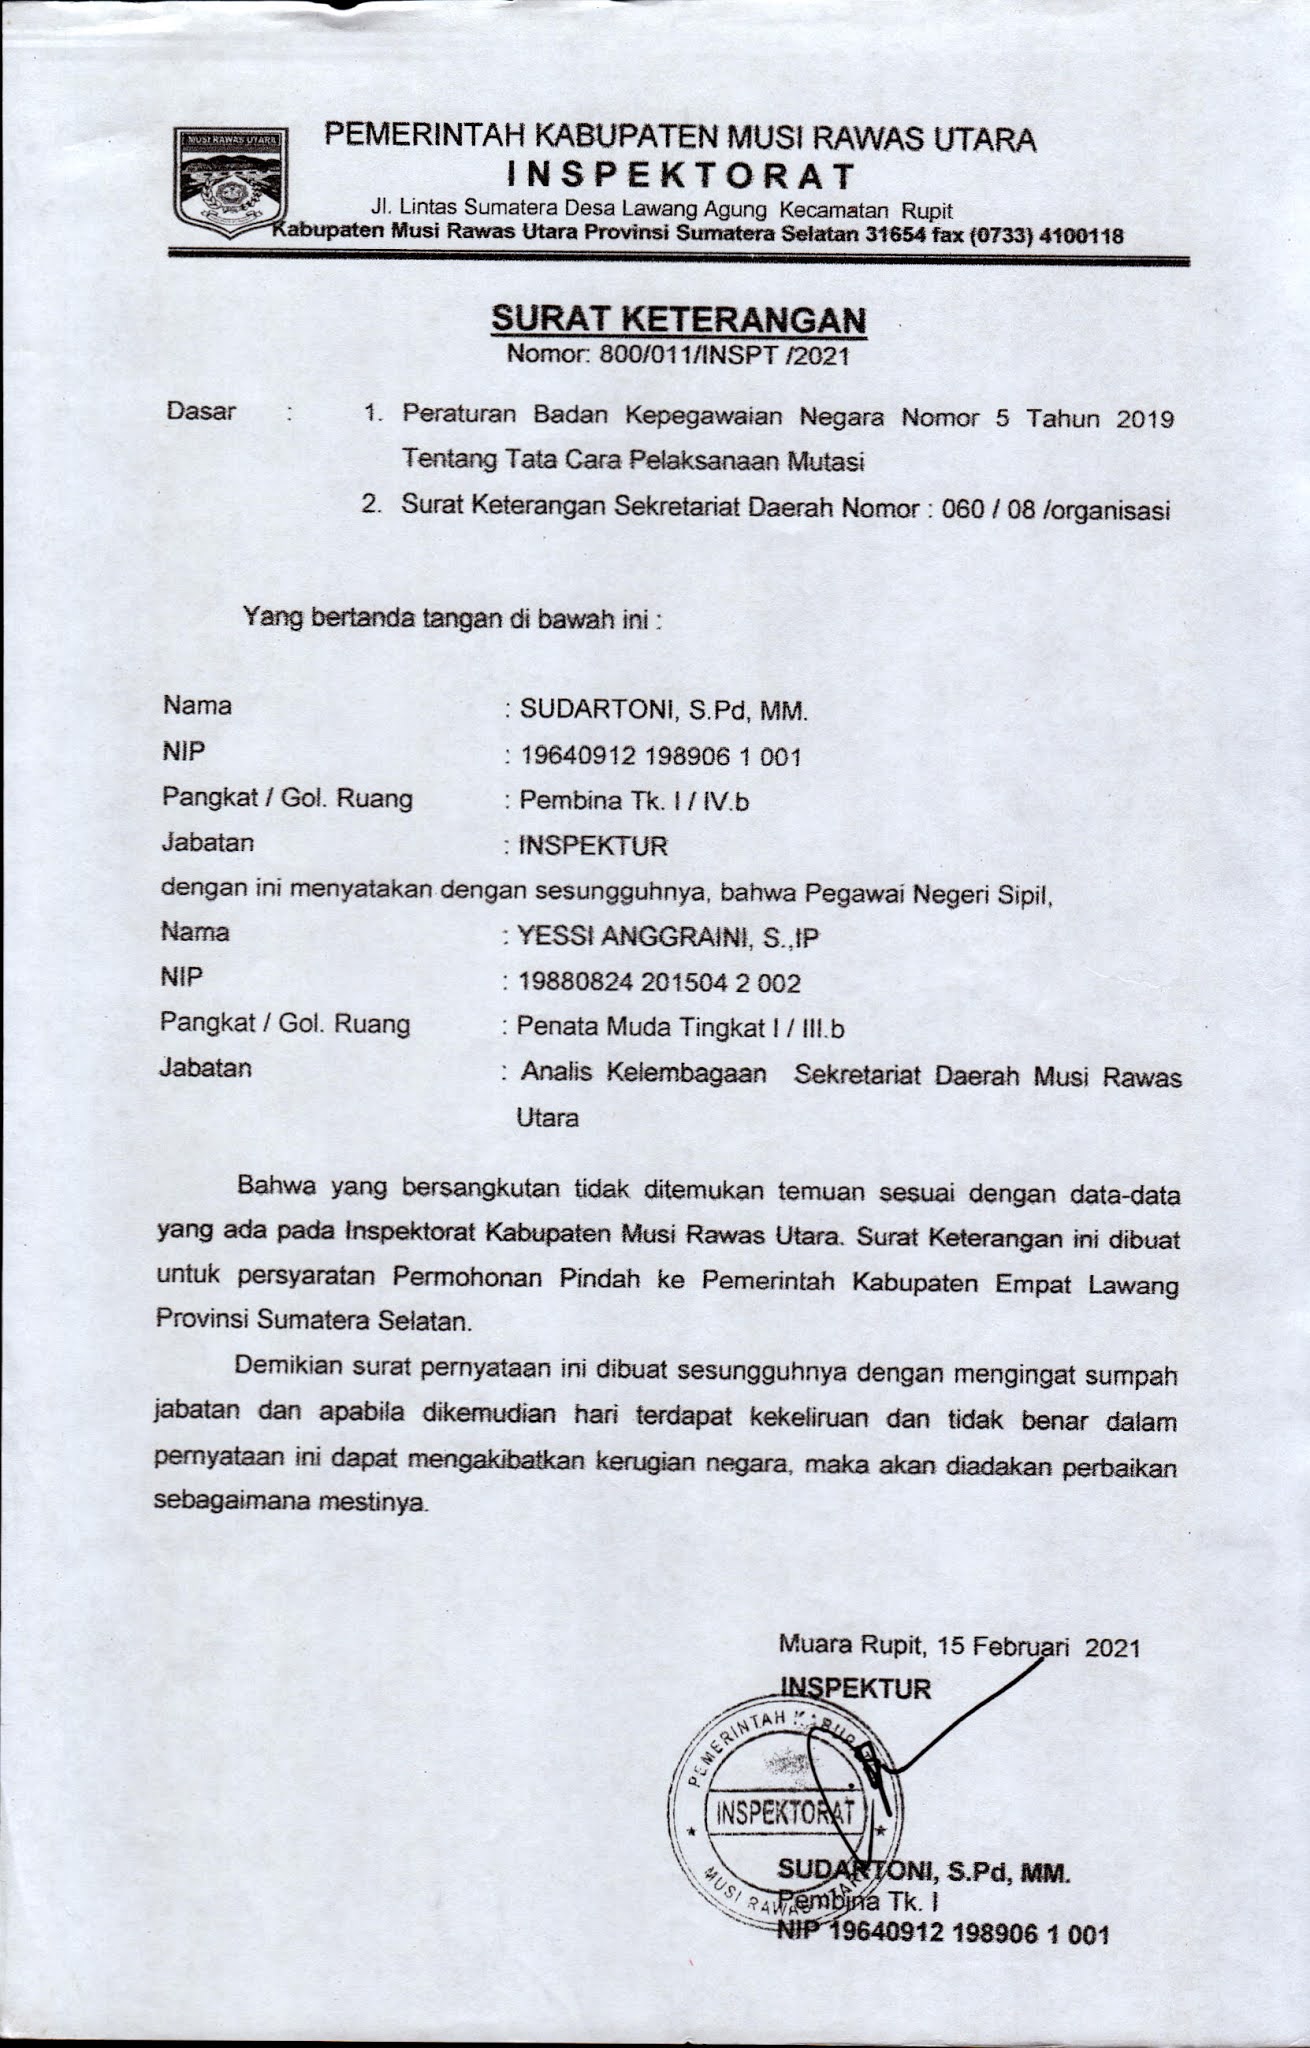 MUSI RAWAS UTARA
PEMERINTAH KABUPATEN MUSI RAWAS UTARA
INSPEKTORAT
Jl. Lintas Sumatera Desa Lawang Agung Kecamatan Rupit
Kabupaten Musi Rawas Utara Provinsi Sumatera Selatan 31654 fax (0733) 4100118
SURAT KETERANGAN
Nomor: 800/011/INSPT /2021
Dasar : 1. Peraturan Badan Kepegawaian Negara Nomor 5 Tahun 2019
Tentang Tata Cara Pelaksanaan Mutasi
2. Surat Keterangan Sekretariat Daerah Nomor : 060 / 08 /organisasi
Yang bertanda tangan di bawah ini :
Nama : SUDARTONI, S.Pd, MM.
NIP : 19640912 198906 1 001
Pangkat / Gol. Ruang : Pembina Tk. I / IV.b
Jabatan : INSPEKTUR
dengan ini menyatakan dengan sesungguhnya, bahwa Pegawai Negeri Sipil,
Nama : YESSI ANGGRAINI, S.,IP
NIP : 19880824 201504 2 002
Pangkat / Gol. Ruang : Penata Muda Tingkat I / III.b
Jabatan : Analis Kelembagaan Sekretariat Daerah Musi Rawas
Utara
Bahwa yang bersangkutan tidak ditemukan temuan sesuai dengan data-data
yang ada pada Inspektorat Kabupaten Musi Rawas Utara. Surat Keterangan ini dibuat
untuk persyaratan Permohonan Pindah ke Pemerintah Kabupaten Empat Lawang
Provinsi Sumatera Selatan.
Demikian surat pernyataan ini dibuat sesungguhnya dengan mengingat sumpah
jabatan dan apabila dikemudian hari terdapat kekeliruan dan tidak benar dalam
pernyataan ini dapat mengakibatkan kerugian negara, maka akan diadakan perbaikan
sebagaimana mestinya.
Muara Rupit, 15 Februari 2021
INSPEKTUR
PEMERINTAH KABUPATEN
INSPEKTORAT
MUSI RAWAS UTARA
SUDARTONI, S.Pd, MM.
Pembina Tk. I
NIP 19640912 198906 1 001